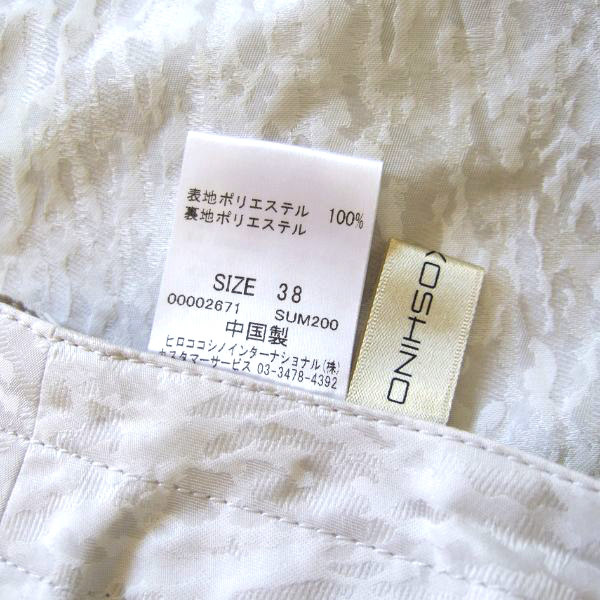 表地ポリエステル 100%
裏地ポリエステル
SIZE 38
00002671 SUM200
中国製
ヒロココシノインターナショナル(株)
カスタマーサービス 03-3478-4392
KOSHINO